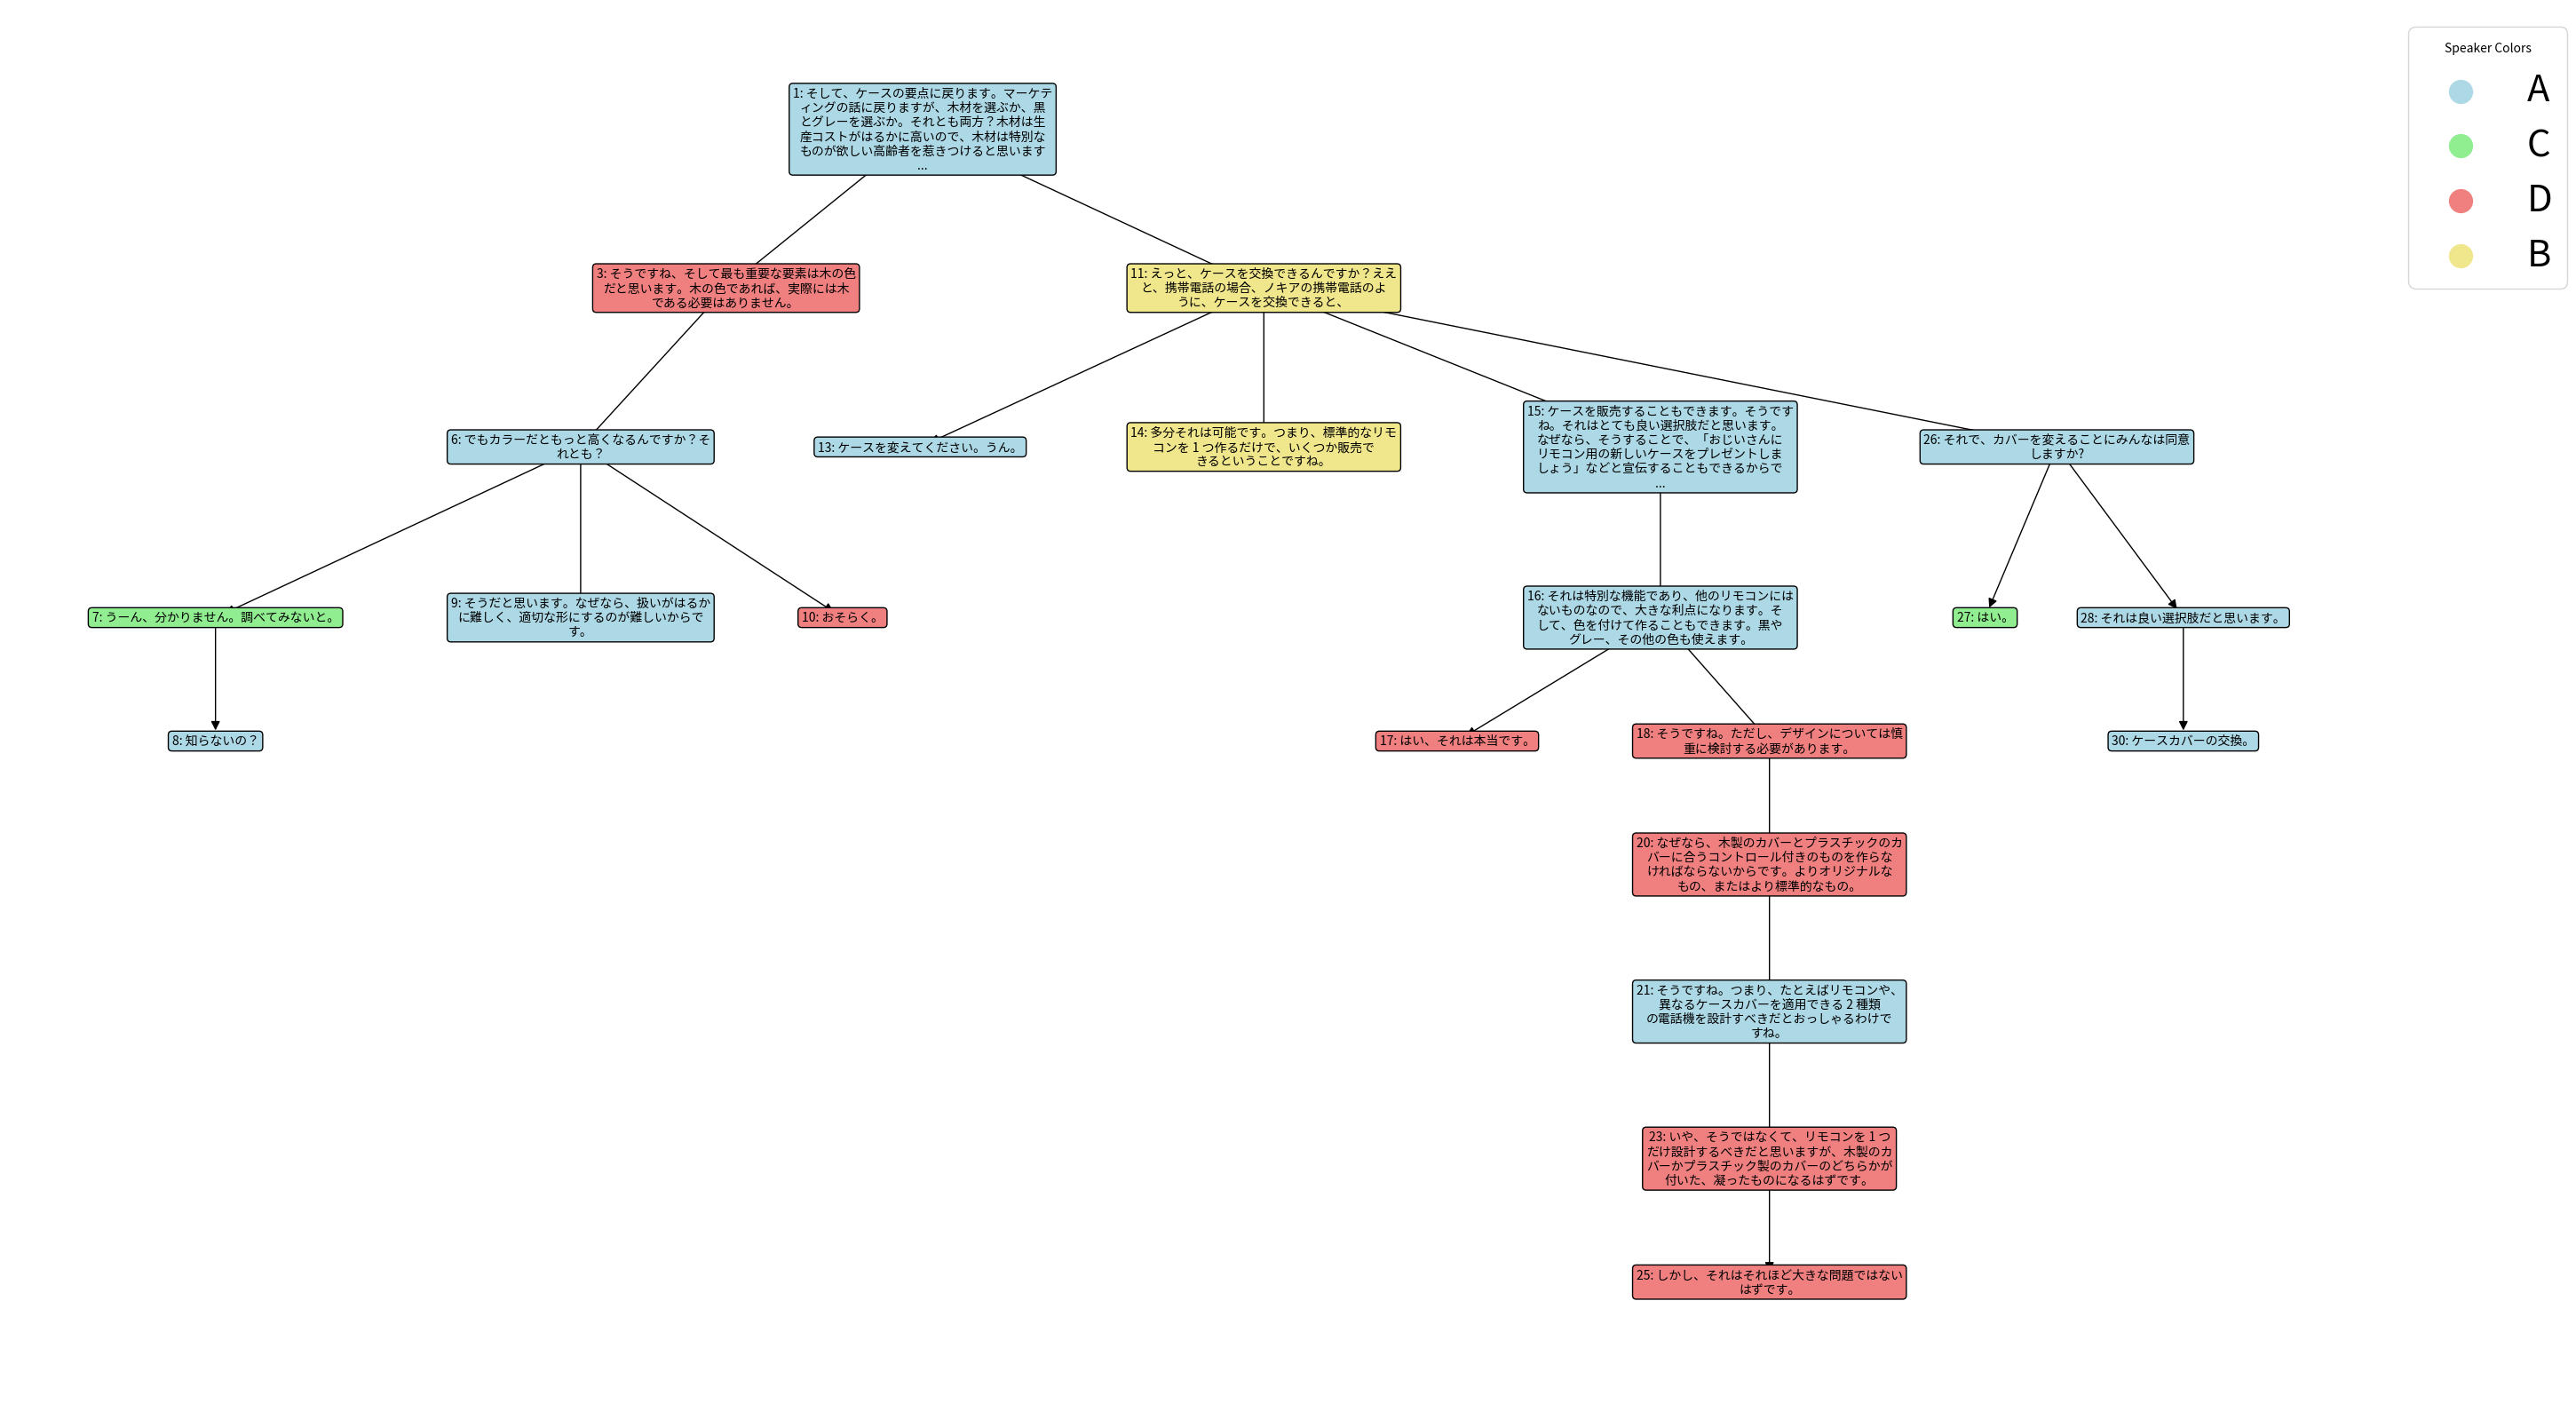 Speaker Colors
A
C
D
B
1: そして、ケースの要点に戻ります。マーケテ
ィングの話に戻りますが、木材を選ぶか、黒
とグレーを選ぶか。それとも両方？木材は生
産コストがはるかに高いので、木材は特別な
ものが欲しい高齢者を惹きつけると思います
...
3: そうですね、そして最も重要な要素は木の色
だと思います。木の色であれば、実際には木
である必要はありません。
11: えっと、ケースを交換できるんですか？ええ
と、携帯電話の場合、ノキアの携帯電話のよ
うに、ケースを交換できると、
6: でもカラーだともっと高くなるんですか？そ
れとも？
13: ケースを変えてください。うん。
14: 多分それは可能です。つまり、標準的なリモ
コンを 1 つ作るだけで、いくつか販売で
きるということですね。
15: ケースを販売することもできます。そうです
ね。それはとても良い選択肢だと思います。
なぜなら、そうすることで、「おじいさんに
リモコン用の新しいケースをプレゼントしま
しょう」などと宣伝することもできるからで
...
26: それで、カバーを変えることにみんなは同意
しますか?
7: うーん、分かりません。調べてみないと。
9: そうだと思います。なぜなら、扱いがはるか
に難しく、適切な形にするのが難しいからで
す。
10: おそらく。
16: それは特別な機能であり、他のリモコンには
ないものなので、大きな利点になります。そ
して、色を付けて作ることもできます。黒や
グレー、その他の色も使えます。
27: はい。
28: それは良い選択肢だと思います。
8: 知らないの？
17: はい、それは本当です。
18: そうですね。ただし、デザインについては慎
重に検討する必要があります。
30: ケースカバーの交換。
20: なぜなら、木製のカバーとプラスチックのカ
バーに合うコントロール付きのものを作らな
ければならないからです。よりオリジナルな
もの、またはより標準的なもの。
21: そうですね。つまり、たとえばリモコンや、
異なるケースカバーを適用できる 2 種類
の電話機を設計すべきだとおっしゃるわけで
すね。
23: いや、そうではなくて、リモコンを 1 つ
だけ設計するべきだと思いますが、木製のカ
バーかプラスチック製のカバーのどちらかが
付いた、凝ったものになるはずです。
25: しかし、それはそれほど大きな問題ではない
はずです。